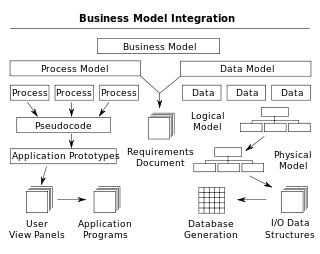 Business Model Integration
Business Model
Process Model
Data Model
Process
Process
Process
Data
Data
Data
Pseudocode
Logical
Model
Requirements
Document
Application Prototypes
Physical
Model
User
View Panels
Application
Programs
Database
Generation
I/O Data
Structures